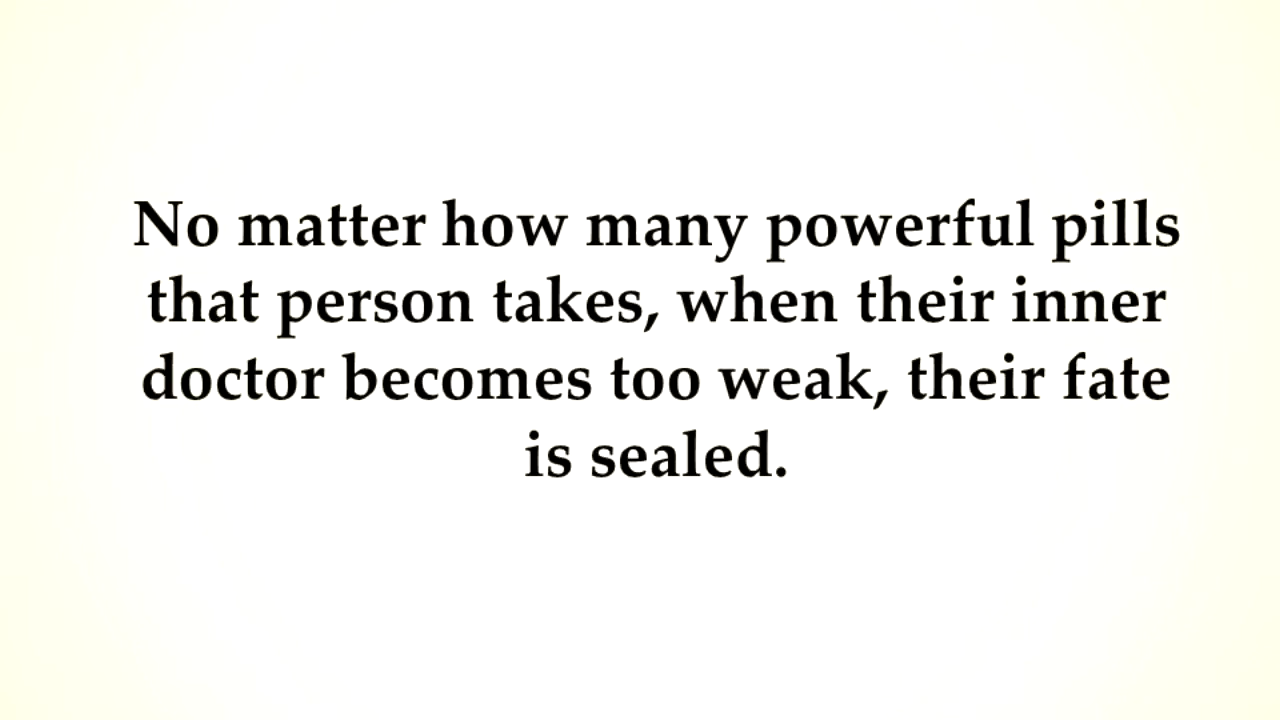 No matter how many powerful pills
that person takes, when their inner
doctor becomes too weak, their fate
is sealed.